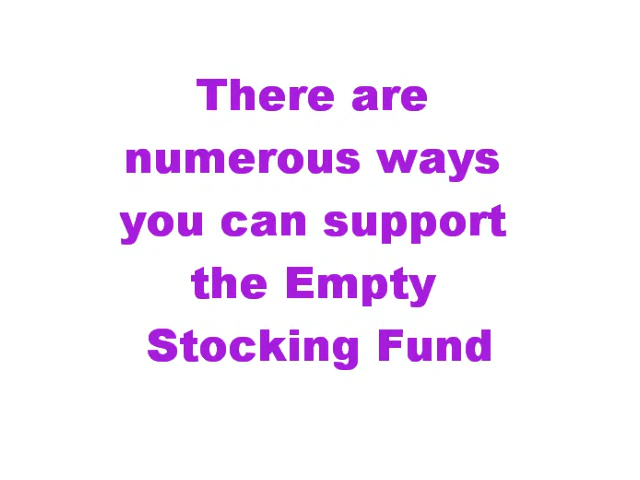 There are
numerous ways
you can support
the Empty
Stocking Fund